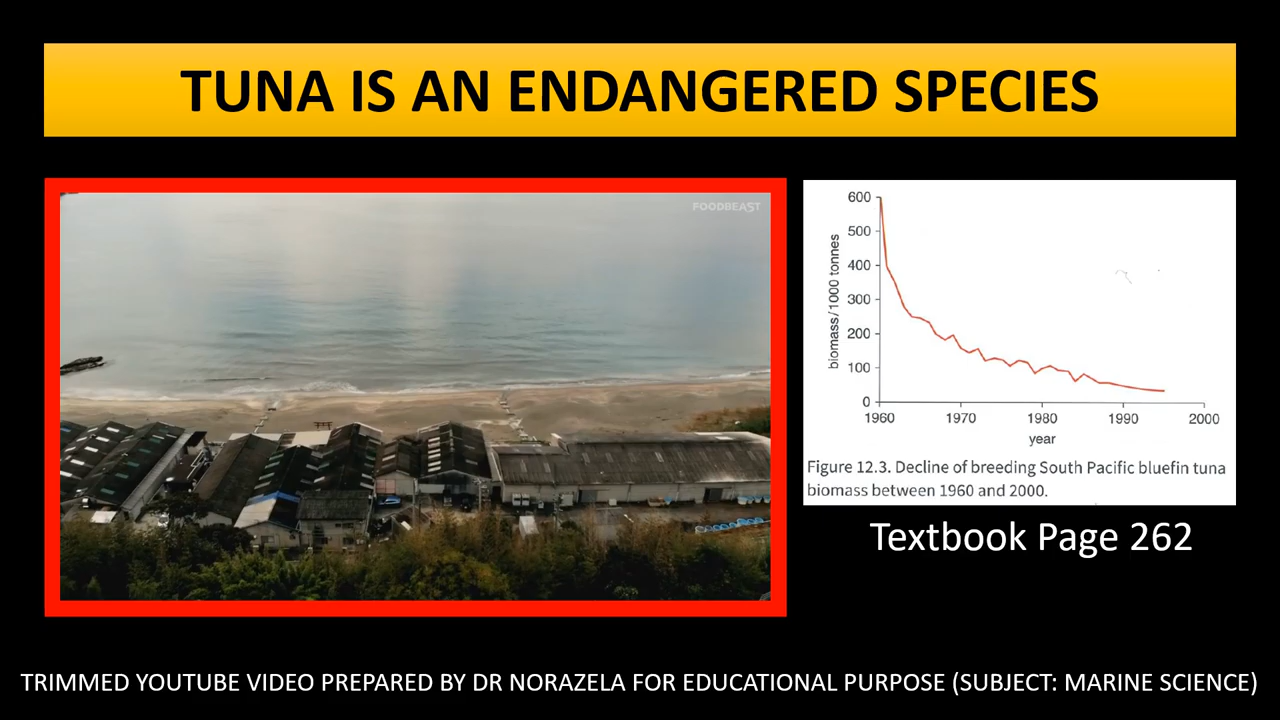 TUNA IS AN ENDANGERED SPECIES
FOODBEAST
600
500
400
300
200
100
0
biomass/1000 tonnes
1960
1970
1980
1990
2000
year
Figure 12.3. Decline of breeding South Pacific bluefin tuna
biomass between 1960 and 2000.
Textbook Page 262
TRIMMED YOUTUBE VIDEO PREPARED BY DR NORAZELA FOR EDUCATIONAL PURPOSE (SUBJECT: MARINE SCIENCE)